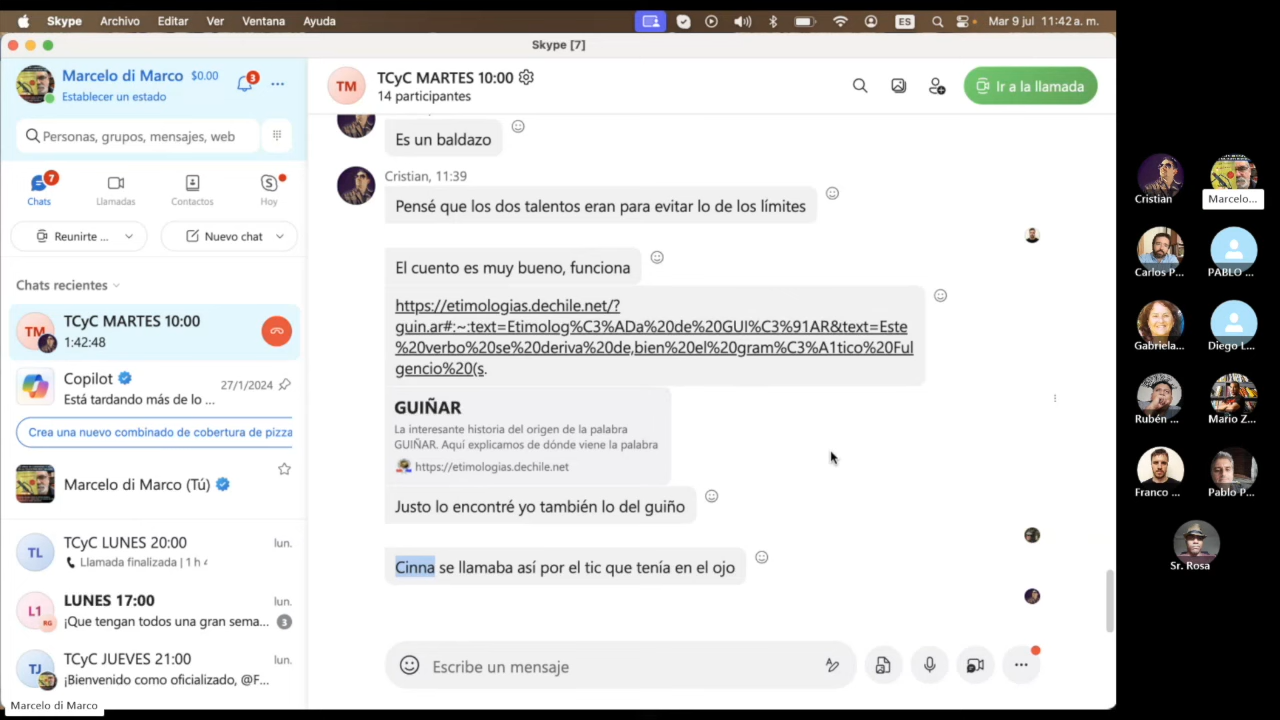 Skype Archivo Editar Ver Ventana Ayuda ES Mar 9 jul 11:42 a. m.
Skype [7]
Marcelo di Marco $0.00 3
Establecer un estado
Personas, grupos, mensajes, web
7
Chats Llamadas Contactos Hoy
Reunirte ... Nuevo chat
Chats recientes
TM TCyC MARTES 10:00
1:42:48
Copilot 27/1/2024
Está tardando más de lo ...
Crea una nuevo combinado de cobertura de pizza
Marcelo di Marco (Tú)
TL TCyC LUNES 20:00 lun.
Llamada finalizada | 1 h
L1 RG LUNES 17:00 lun.
¡Que tengan todos una gran sema... 3
TJ TCyC JUEVES 21:00 lun.
¡Bienvenido como oficializado, @F...
Marcelo di Marco
TM TCyC MARTES 10:00
14 participantes
Ir a la llamada
Es un baldazo
Cristian, 11:39
Pensé que los dos talentos eran para evitar lo de los límites
El cuento es muy bueno, funciona
https://etimologias.dechile.net/?
guin.ar#:~:text=Etimolog%C3%ADa%20de%20GUI%C3%91AR&text=Este
%20verbo%20se%20deriva%20de,bien%20el%20gram%C3%A1tico%20Ful
gencio%20(s.
GUIÑAR
La interesante historia del origen de la palabra
GUIÑAR. Aquí explicamos de dónde viene la palabra
https://etimologias.dechile.net
Justo lo encontré yo también lo del guiño
Cinna se llamaba así por el tic que tenía en el ojo
Escribe un mensaje
Cristian Marcelo...
Carlos P... PABLO ...
Gabriela... Diego L...
Rubén ... Mario Z...
Franco ... Pablo P...
Sr. Rosa